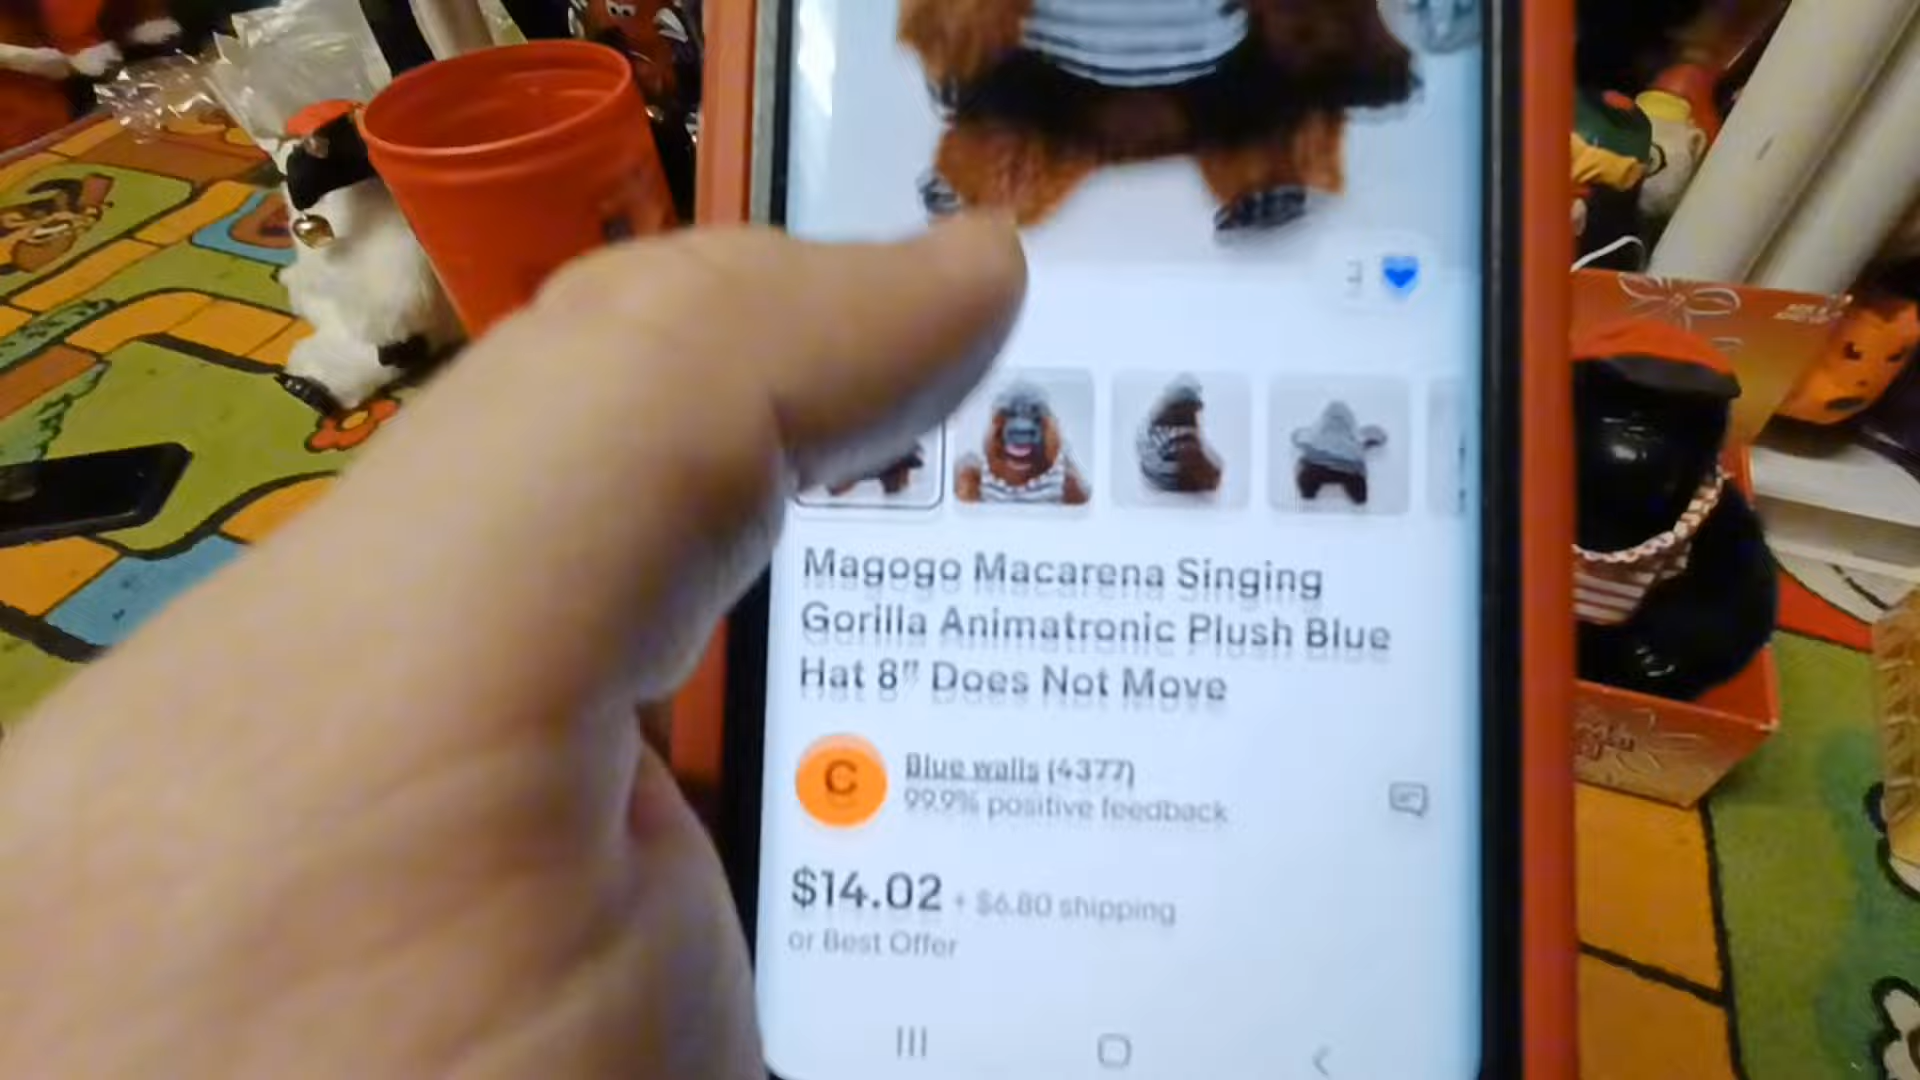 3
Magogo Macarena Singing
Gorilla Animatronic Plush Blue
Hat 8" Does Not Move
C
Blue walls (4377)
99.9% positive feedback
$14.02 + $6.80 shipping
or Best Offer